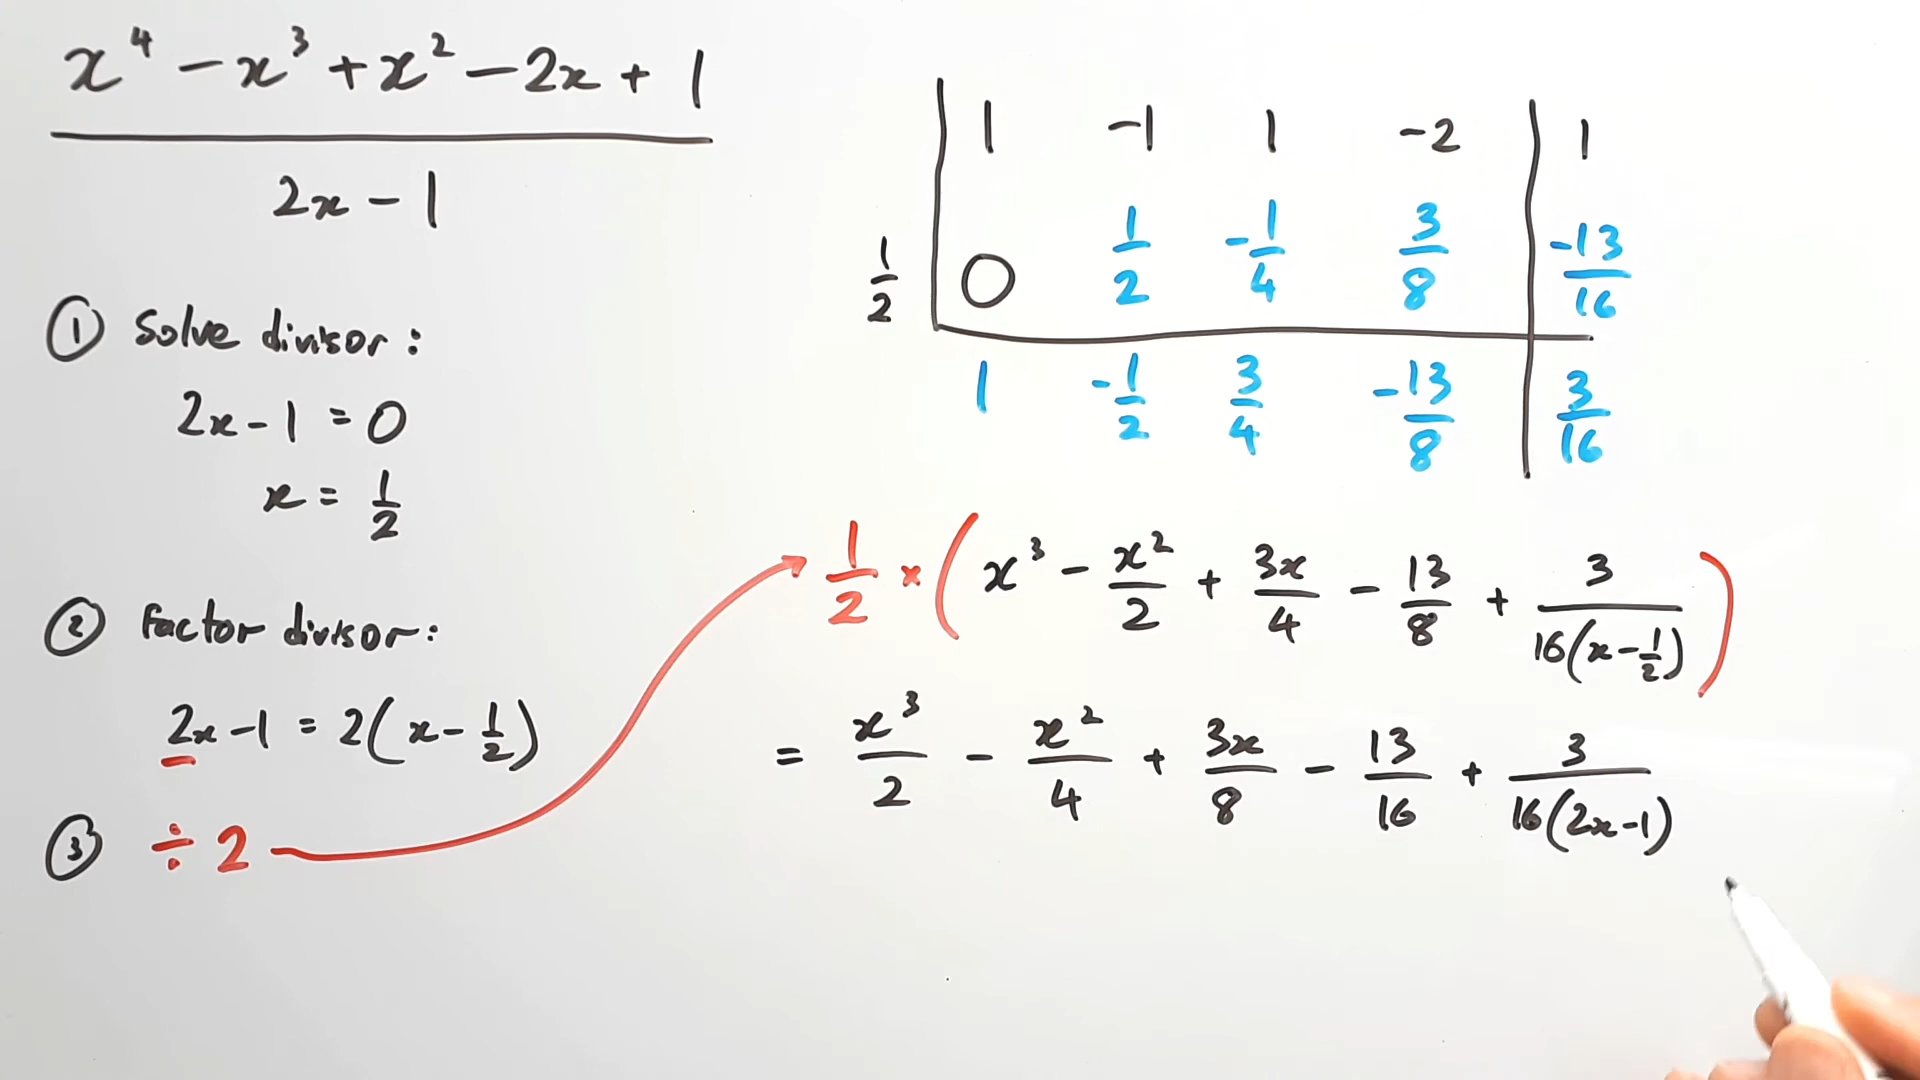 x⁴ − x³ + x² − 2x + 1
2x − 1
① Solve divisor:
2x − 1 = 0
x = 1/2
② Factor divisor:
2x − 1 = 2(x − 1/2)
③ ÷ 2
1 −1 1 −2 1
1/2 0 1/2 −1/4 3/8 −13/16
1 −1/2 3/4 −13/8 3/16
1/2 × (x³ − x²/2 + 3x/4 − 13/8 + 3/16(x − 1/2))
= x³/2 − x²/4 + 3x/8 − 13/16 + 3/16(2x − 1)